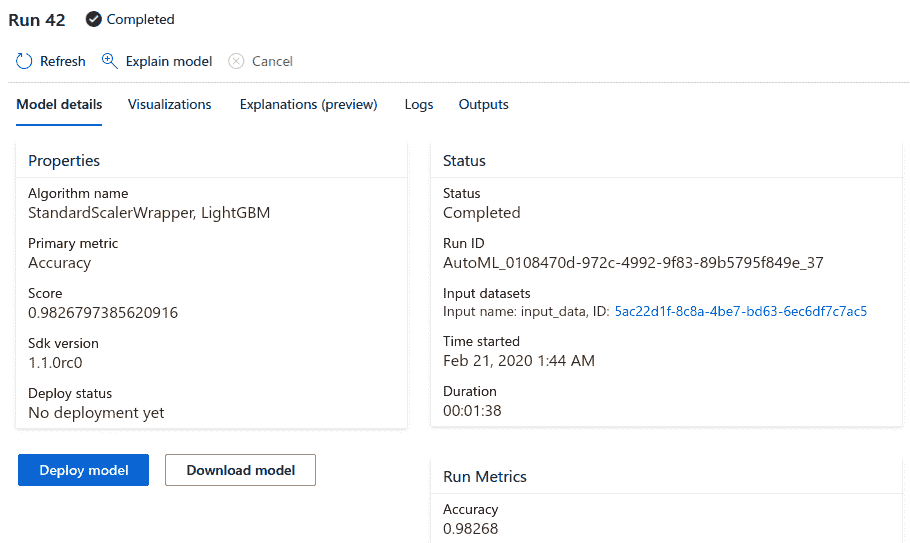 Run 42 Completed
Refresh Explain model Cancel
Model details Visualizations Explanations (preview) Logs Outputs
Properties
Algorithm name
StandardScalerWrapper, LightGBM
Primary metric
Accuracy
Score
0.9826797385620916
Sdk version
1.1.0rc0
Deploy status
No deployment yet
Deploy model Download model
Status
Status
Completed
Run ID
AutoML_0108470d-972c-4992-9f83-89b5795f849e_37
Input datasets
Input name: input_data, ID: 5ac22d1f-8c8a-4be7-bd63-6ec6df7c7ac5
Time started
Feb 21, 2020 1:44 AM
Duration
00:01:38
Run Metrics
Accuracy
0.98268